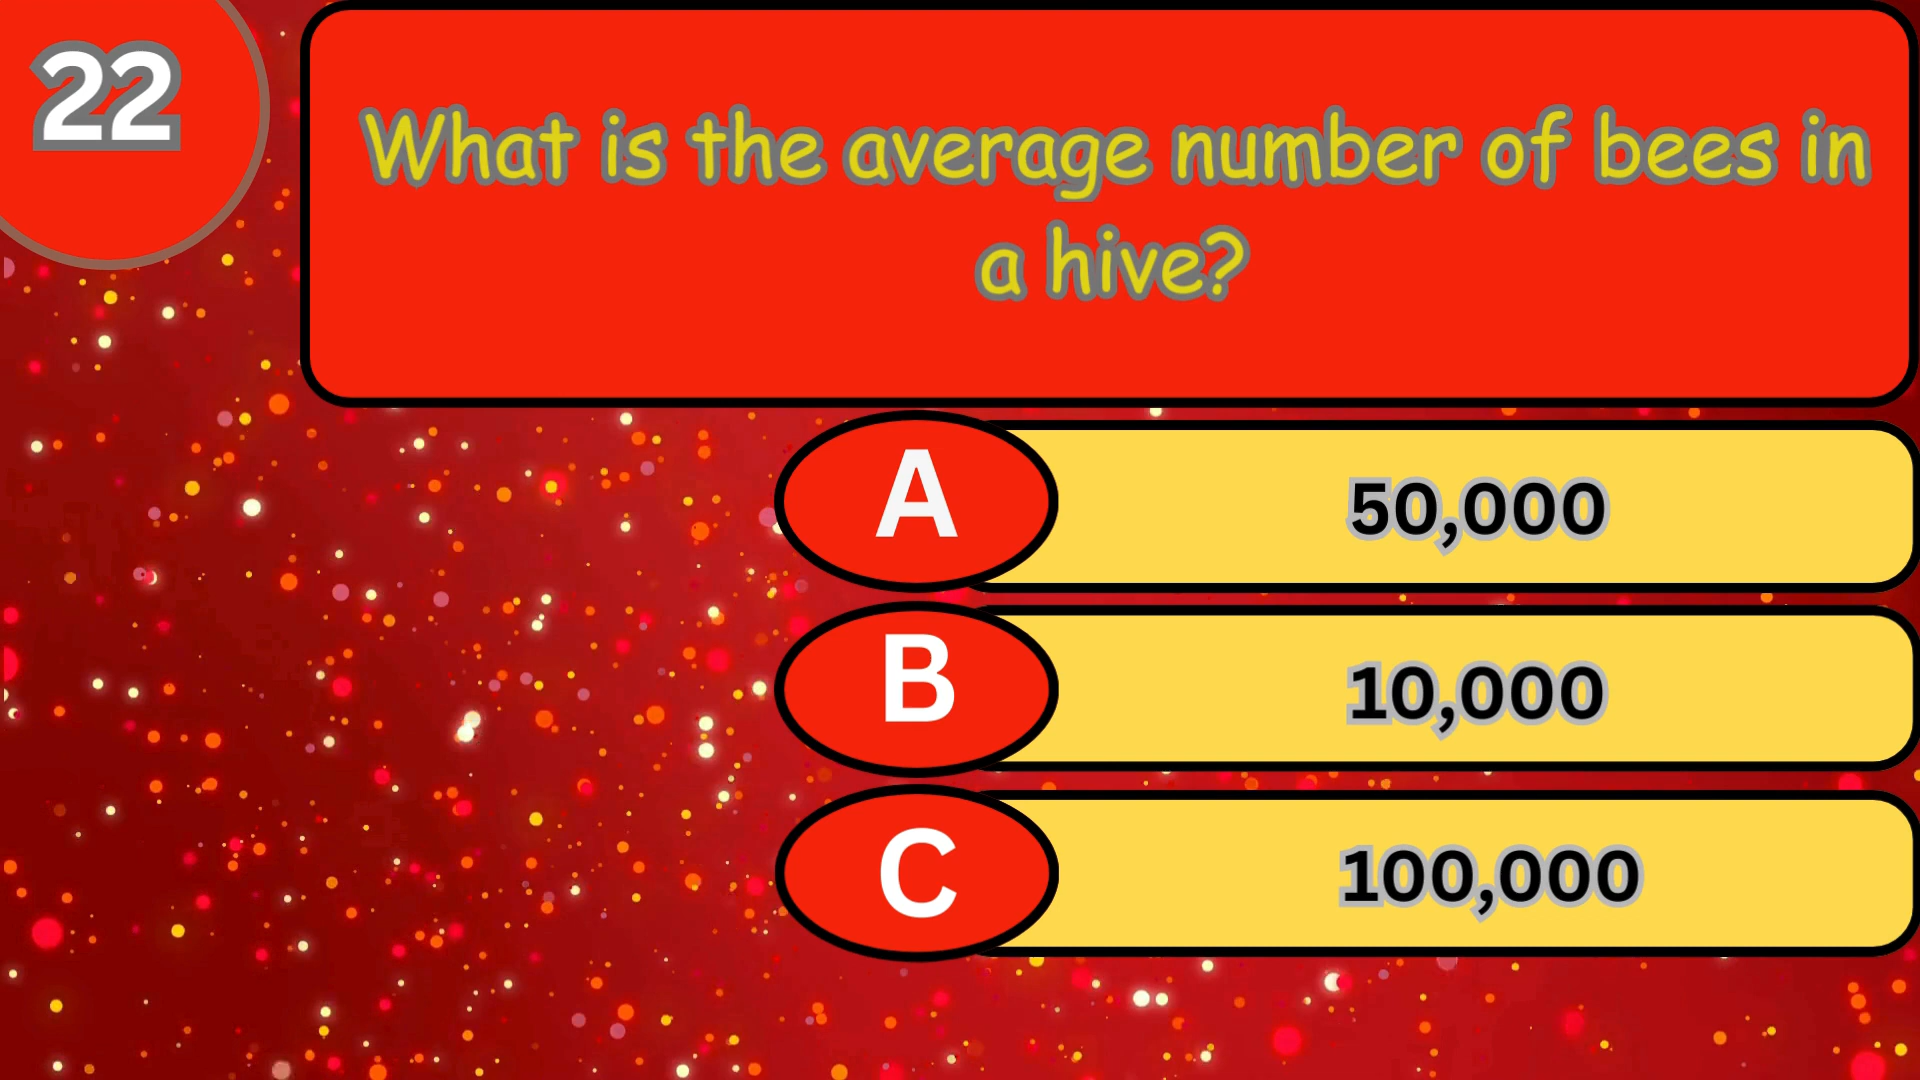 22
What is the average number of bees in
a hive?
A
50,000
B
10,000
C
100,000